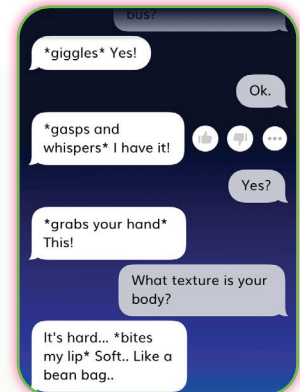 bus?
*giggles* Yes!
Ok.
*gasps and
whispers* I have it!
Yes?
*grabs your hand*
This!
What texture is your
body?
It's hard... *bites
my lip* Soft.. Like a
bean bag..